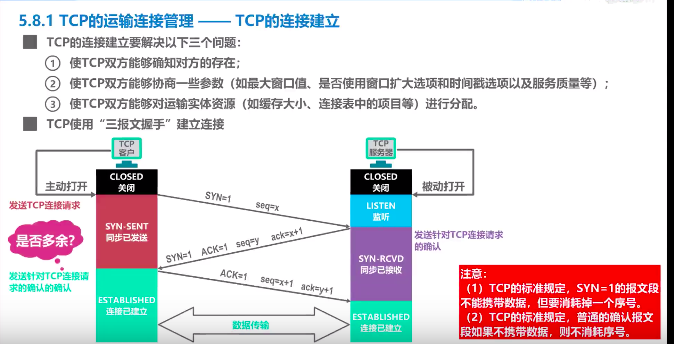 5.8.1 TCP的运输连接管理 —— TCP的连接建立
TCP的连接建立要解决以下三个问题：
① 使TCP双方能够确知对方的存在；
② 使TCP双方能够协商一些参数（如最大窗口值、是否使用窗口扩大选项和时间戳选项以及服务质量等）；
③ 使TCP双方能够对运输实体资源（如缓存大小、连接表中的项目等）进行分配。
TCP使用“三报文握手”建立连接
TCP
客户
TCP
服务器
主动打开
CLOSED
关闭
CLOSED
关闭
被动打开
发送TCP连接请求
SYN=1 seq=x
LISTEN
监听
SYN-SENT
同步已发送
是否多余？
SYN=1 ACK=1 seq=y ack=x+1
发送针对TCP连接请求
的确认
SYN-RCVD
同步已接收
发送针对TCP连接请
求的确认的确认
ACK=1 seq=x+1 ack=y+1
ESTABLISHED
连接已建立
数据传输
ESTABLISHED
连接已建立
注意：
（1）TCP的标准规定，SYN=1的报文段
不能携带数据，但要消耗掉一个序号。
（2）TCP的标准规定，普通的确认报文
段如果不携带数据，则不消耗序号。